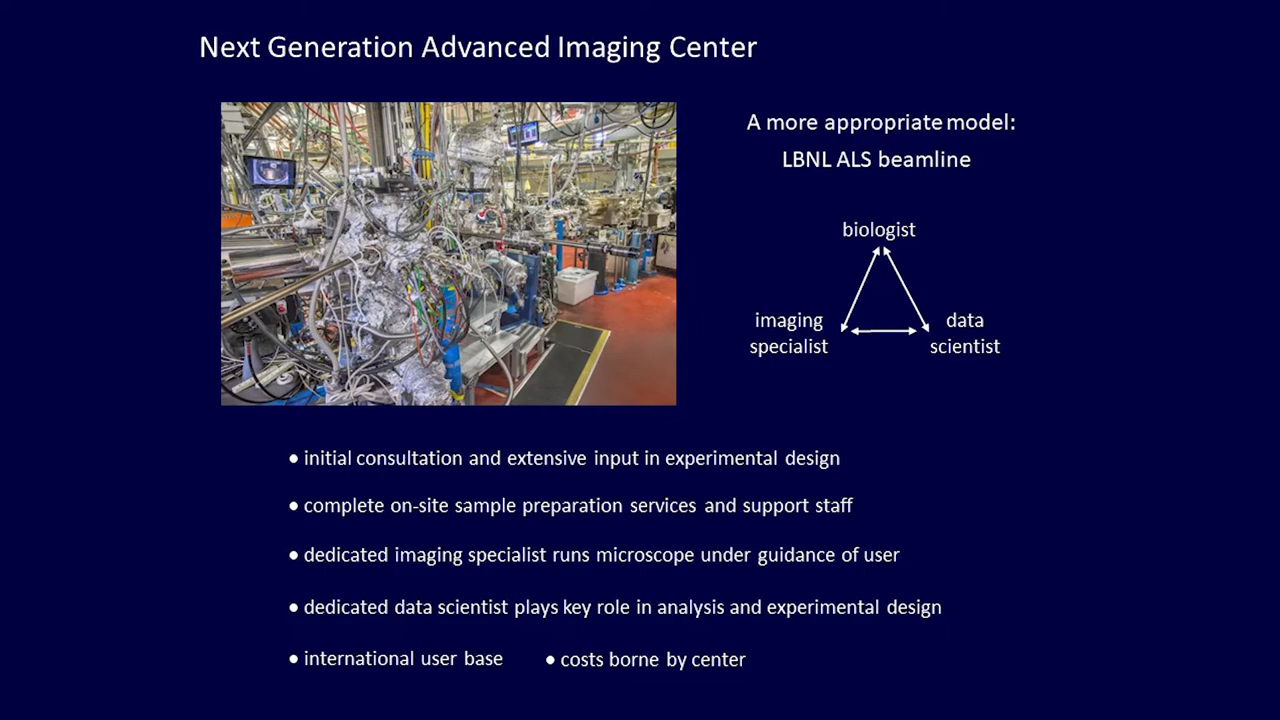 Next Generation Advanced Imaging Center
A more appropriate model:
LBNL ALS beamline
biologist
imaging
specialist
data
scientist
● initial consultation and extensive input in experimental design
● complete on-site sample preparation services and support staff
● dedicated imaging specialist runs microscope under guidance of user
● dedicated data scientist plays key role in analysis and experimental design
● international user base
● costs borne by center